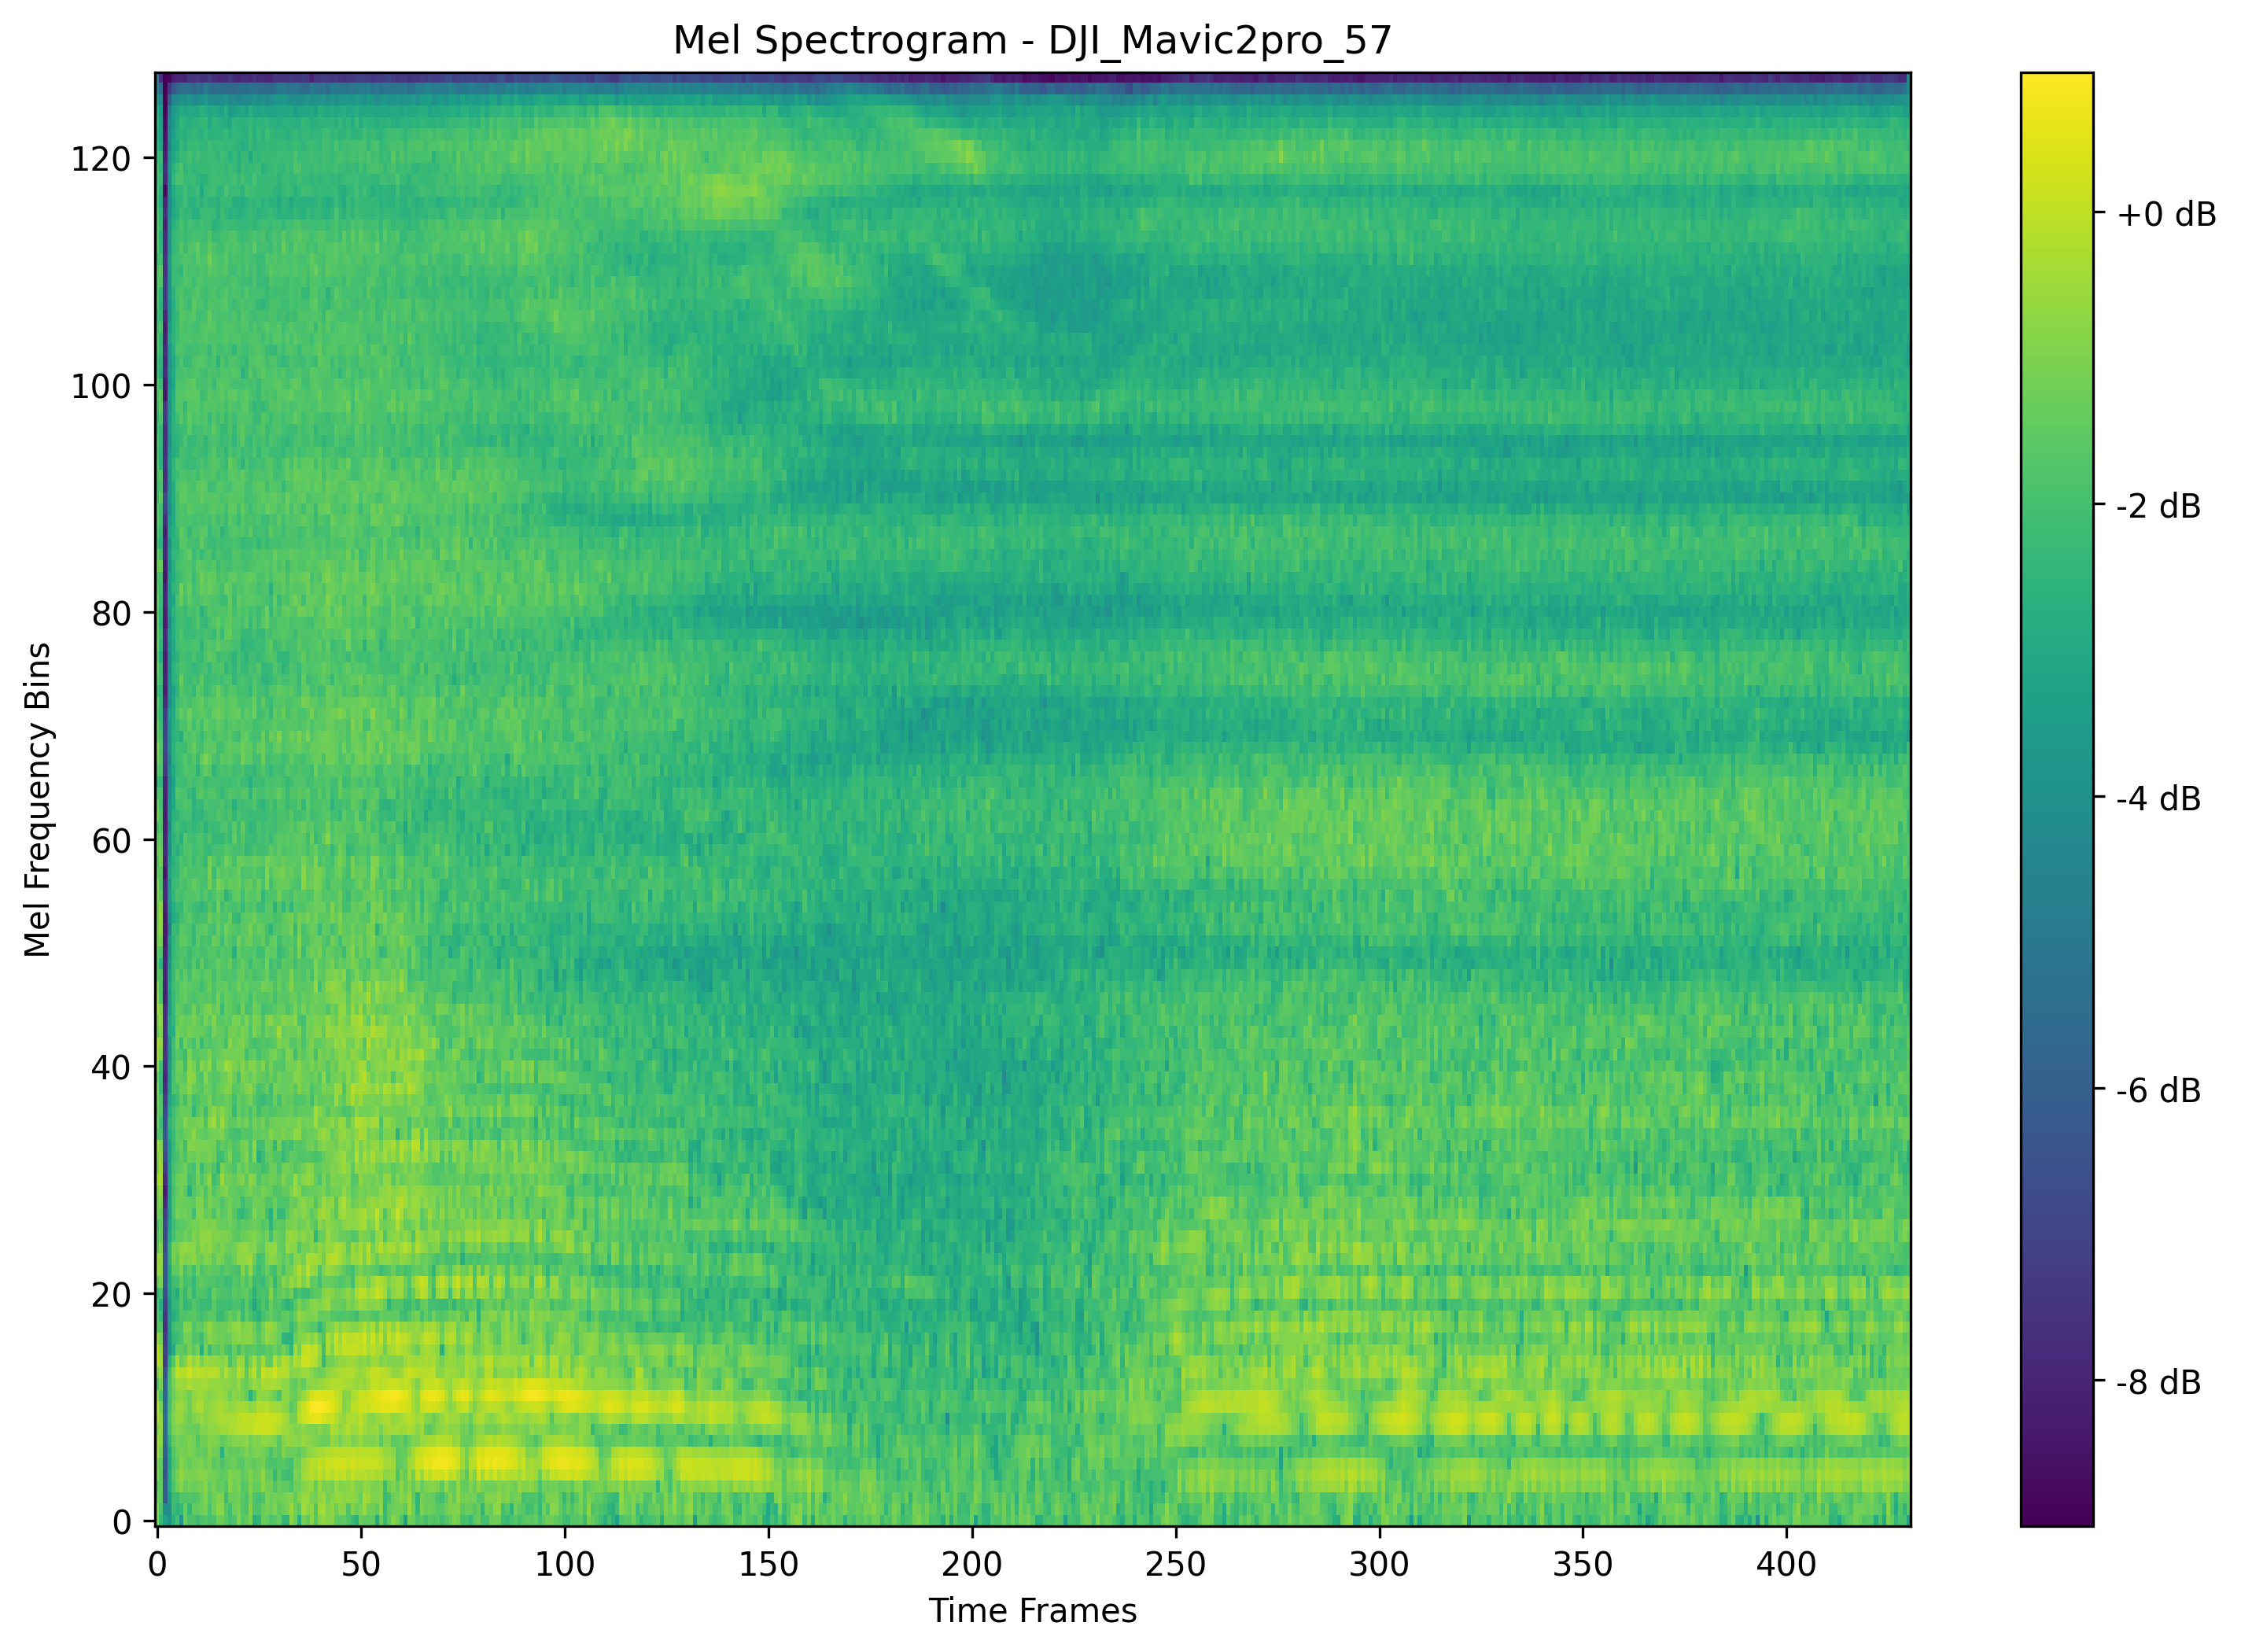 Mel Spectrogram - DJI_Mavic2pro_57
Mel Frequency Bins
120
100
80
60
40
20
0
0 50 100 150 200 250 300 350 400
Time Frames
+0 dB
-2 dB
-4 dB
-6 dB
-8 dB